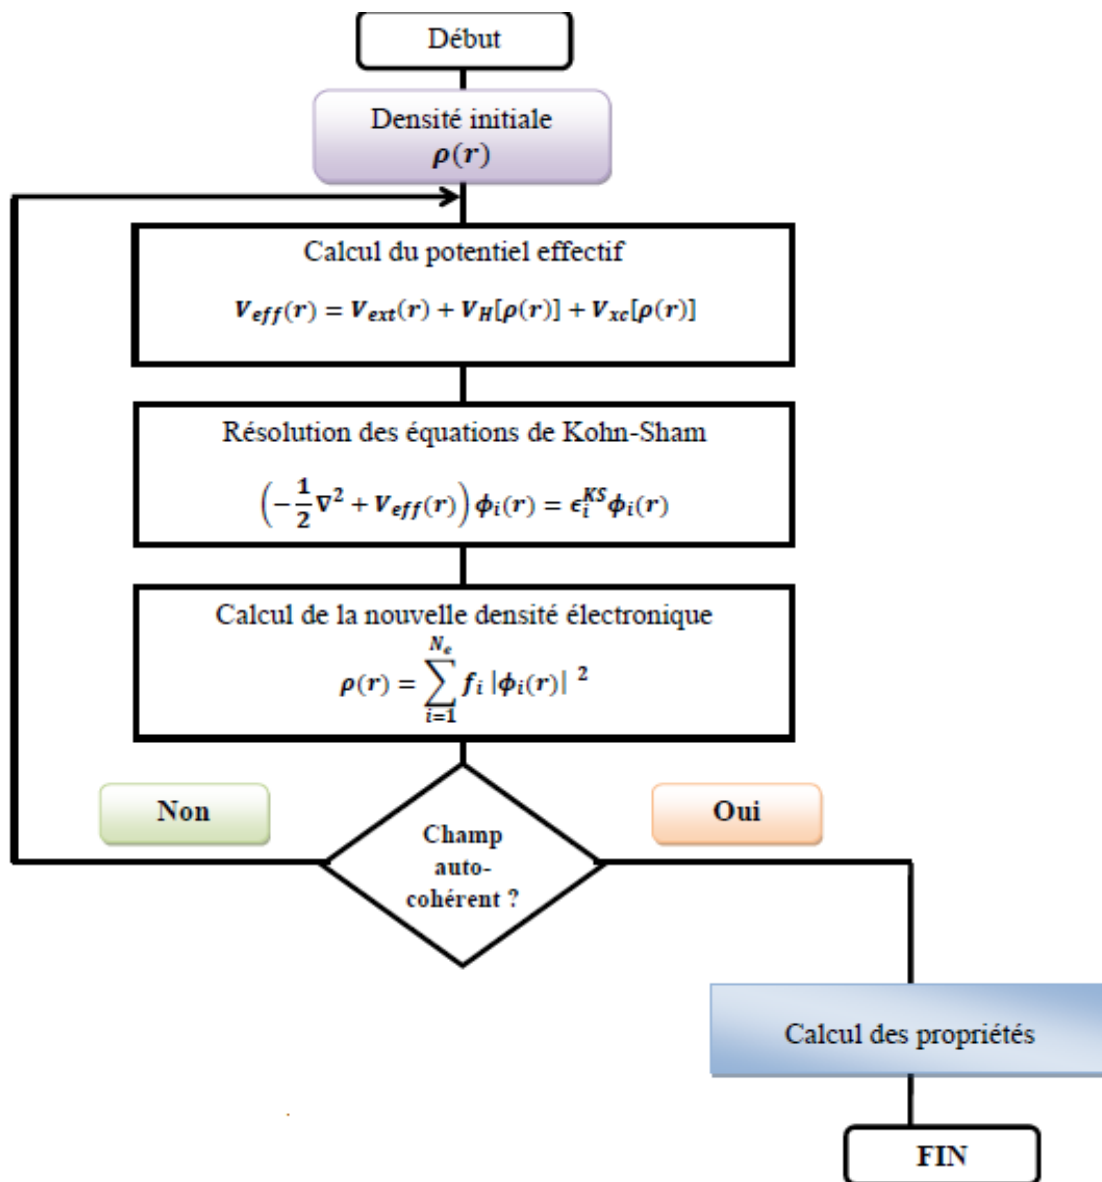 Début
Densité initiale
ρ(r)
Calcul du potentiel effectif
V_eff(r) = V_ext(r) + V_H[ρ(r)] + V_xc[ρ(r)]
Résolution des équations de Kohn-Sham
(-1/2 ∇² + V_eff(r)) ϕ_i(r) = ϵ_i^KS ϕ_i(r)
Calcul de la nouvelle densité électronique
ρ(r) = ∑_{i=1}^{N_e} f_i |ϕ_i(r)| ²
Non
Oui
Champ
auto-
cohérent ?
Calcul des propriétés
FIN